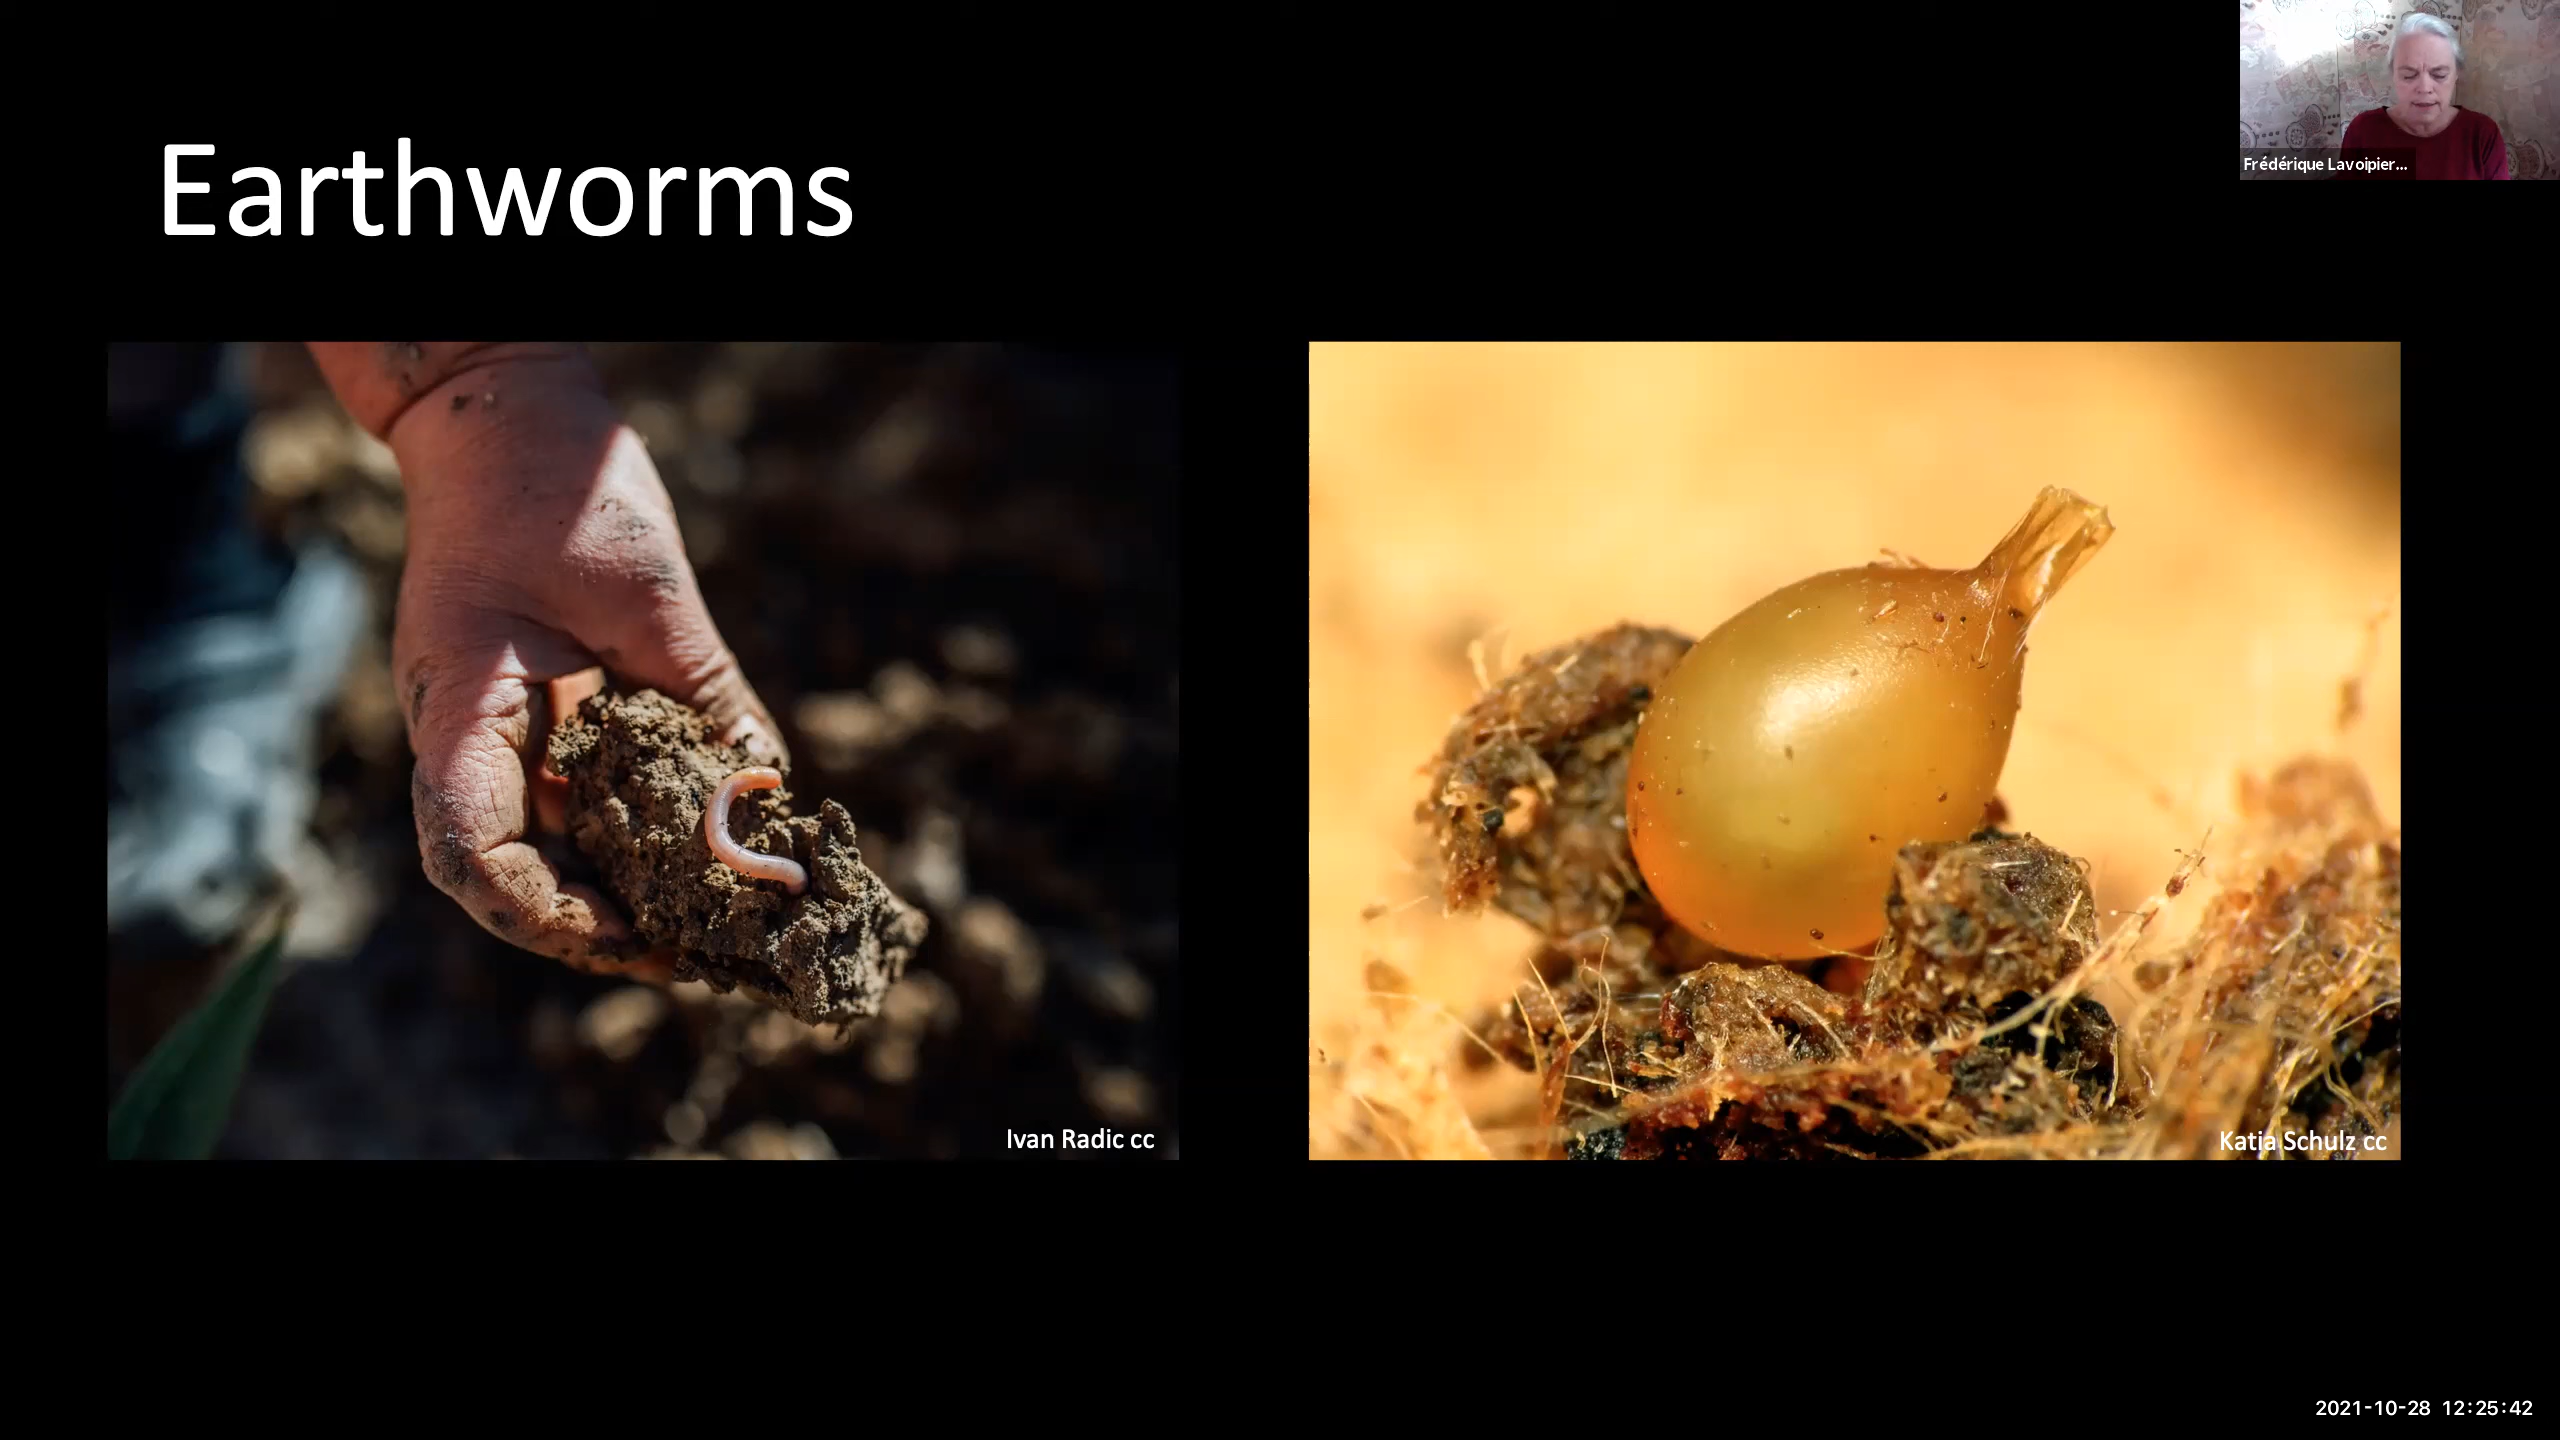 Earthworms
Frédérique Lavoipier...
Ivan Radic cc
Katia Schulz cc
2021-10-28 12:25:42